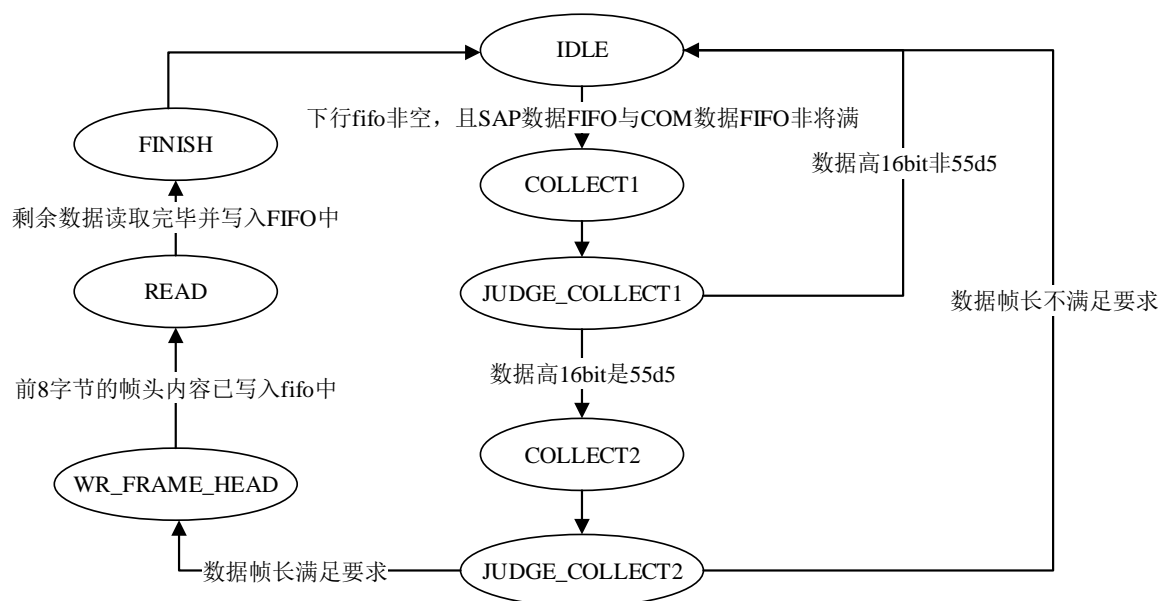 IDLE
下行fifo非空，且SAP数据FIFO与COM数据FIFO非将满
FINISH
数据高16bit非55d5
COLLECT1
剩余数据读取完毕并写入FIFO中
READ
JUDGE_COLLECT1
数据帧长不满足要求
数据高16bit是55d5
前8字节的帧头内容已写入fifo中
COLLECT2
WR_FRAME_HEAD
数据帧长满足要求
JUDGE_COLLECT2